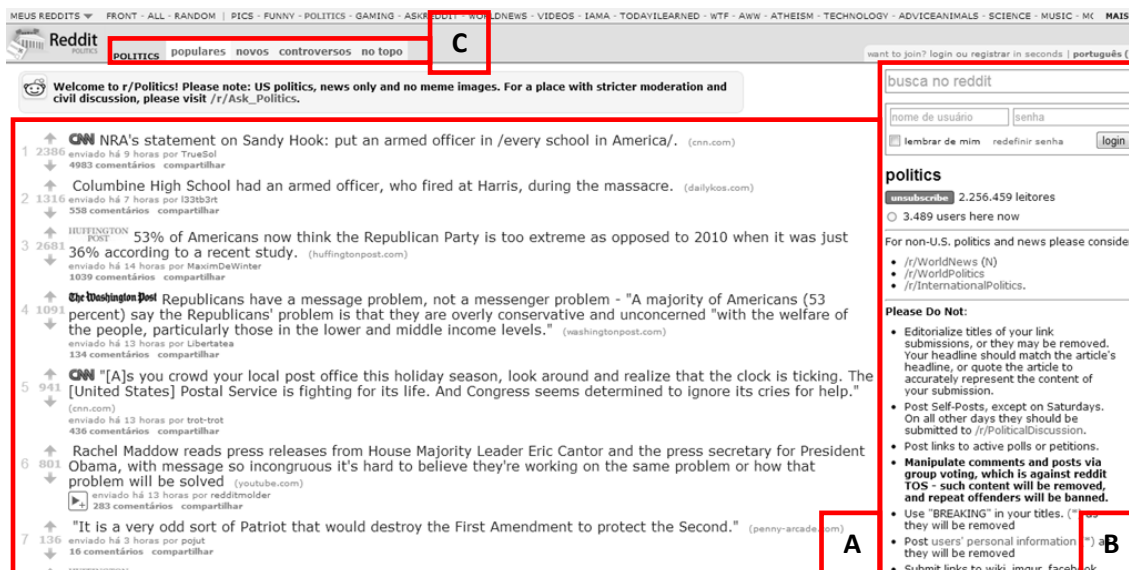 MEUS REDDITS FRONT - ALL - RANDOM | PICS - FUNNY - POLITICS - GAMING - ASKREDDIT - WORLDNEWS - VIDEOS - IAMA - TODAYILEARNED - WTF - AWW - ATHEISM - TECHNOLOGY - ADVICEANIMALS - SCIENCE - MUSIC - MAIS
Reddit
POLITICS
POLITICS populares novos controversos no topo
C
want to join? login ou registrar in seconds | português (
Welcome to r/Politics! Please note: US politics, news only and no meme images. For a place with stricter moderation and
civil discussion, please visit /r/Ask_Politics.
1 2386
CNN NRA's statement on Sandy Hook: put an armed officer in /every school in America/. (cnn.com)
enviado há 9 horas por TrueSol
4983 comentários compartilhar
2 1316
Columbine High School had an armed officer, who fired at Harris, during the massacre. (dailykos.com)
enviado há 7 horas por l33tb3rt
558 comentários compartilhar
3 2681
HUFFINGTON POST 53% of Americans now think the Republican Party is too extreme as opposed to 2010 when it was just
36% according to a recent study. (huffingtonpost.com)
enviado há 14 horas por MaximDeWinter
1039 comentários compartilhar
4 1091
The Washington Post Republicans have a message problem, not a messenger problem - "A majority of Americans (53
percent) say the Republicans' problem is that they are overly conservative and unconcerned "with the welfare of
the people, particularly those in the lower and middle income levels." (washingtonpost.com)
enviado há 13 horas por Libertatea
134 comentários compartilhar
5 941
CNN "[A]s you crowd your local post office this holiday season, look around and realize that the clock is ticking. The
[United States] Postal Service is fighting for its life. And Congress seems determined to ignore its cries for help."
(cnn.com)
enviado há 13 horas por trot-trot
436 comentários compartilhar
6 801
Rachel Maddow reads press releases from House Majority Leader Eric Cantor and the press secretary for President
Obama, with message so incongruous it's hard to believe they're working on the same problem or how that
problem will be solved (youtube.com)
enviado há 13 horas por redditmolder
283 comentários compartilhar
7 136
"It is a very odd sort of Patriot that would destroy the First Amendment to protect the Second." (penny-arcade.com)
enviado há 3 horas por pojut
16 comentários compartilhar
A
busca no reddit
nome de usuário senha
lembrar de mim redefinir senha login
politics
unsubscribe 2.256.459 leitores
3.489 users here now
For non-U.S. politics and news please conside
/r/WorldNews (N)
/r/WorldPolitics
/r/InternationalPolitics.
Please Do Not:
Editorialize titles of your link
submissions, or they may be removed.
Your headline should match the article's
headline, or quote the article to
accurately represent the content of
your submission.
Post Self-Posts, except on Saturdays.
On all other days they should be
submitted to /r/PoliticalDiscussion.
Post links to active polls or petitions.
Manipulate comments and posts via
group voting, which is against reddit
TOS - such content will be removed,
and repeat offenders will be banned.
Use "BREAKING" in your titles.
they will be removed
Post users' personal information
they will be removed
Submit links to wiki, imgur, facebook
B